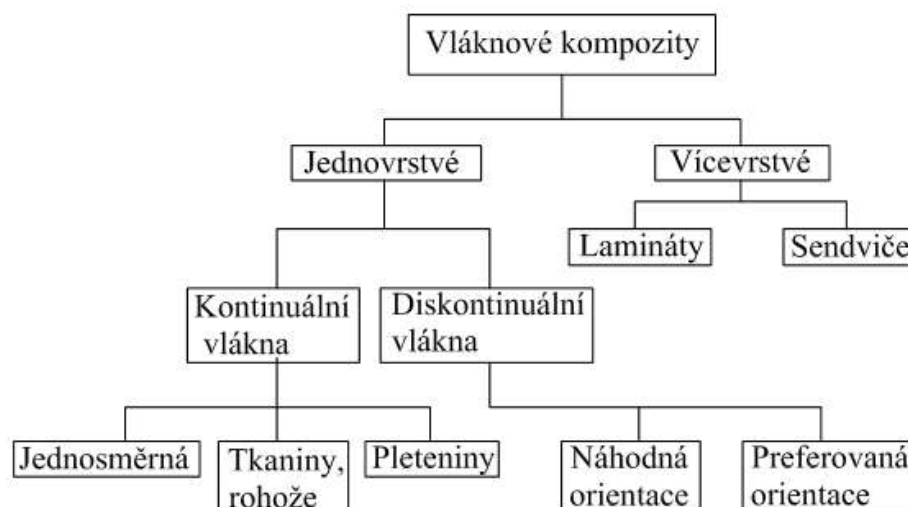 Vláknové kompozity
Jednovrstvé
Vícevrstvé
Lamináty
Sendviče
Kontinuální
vlákna
Diskontinuální
vlákna
Jednosměrná
Tkaniny,
rohože
Pleteniny
Náhodná
orientace
Preferovaná
orientace